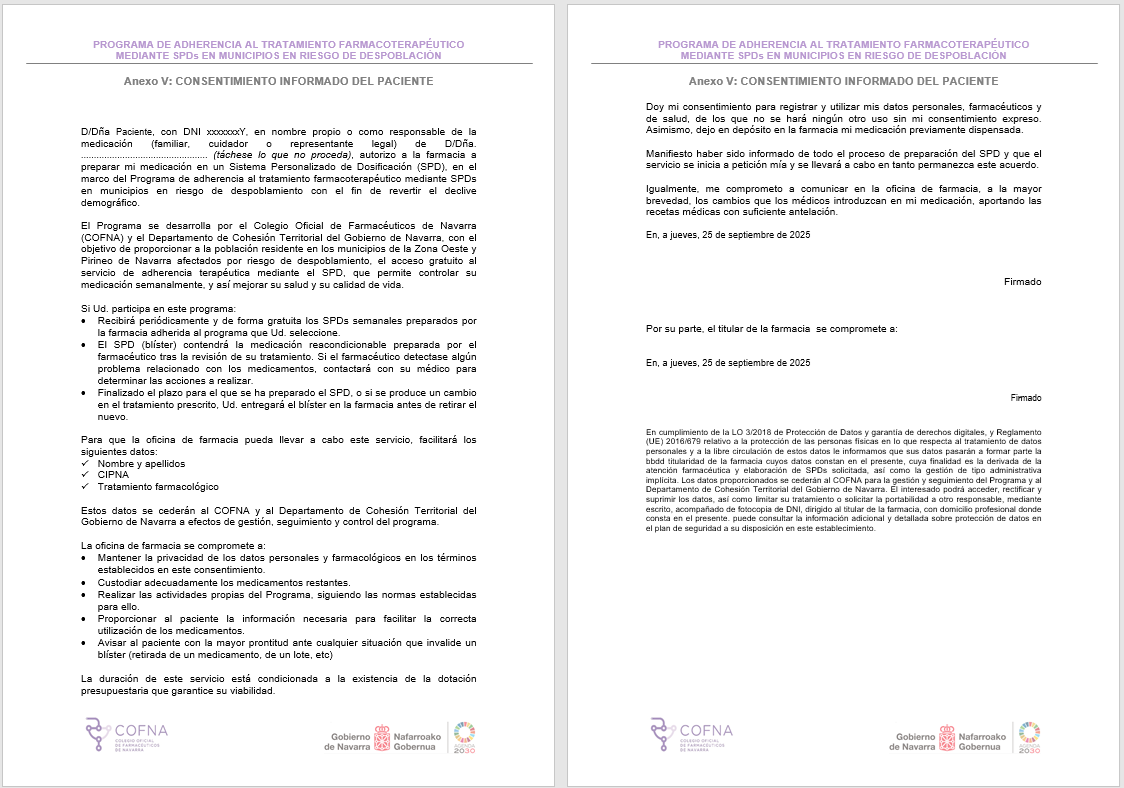 PROGRAMA DE ADHERENCIA AL TRATAMIENTO FARMACOTERAPÉUTICO
MEDIANTE SPDs EN MUNICIPIOS EN RIESGO DE DESPOBLACIÓN
Anexo V: CONSENTIMIENTO INFORMADO DEL PACIENTE
D/Dña Paciente, con DNI xxxxxxxY, en nombre propio o como responsable de la
medicación (familiar, cuidador o representante legal) de D/Dña.
................................................ (táchese lo que no proceda), autorizo a la farmacia a
preparar mi medicación en un Sistema Personalizado de Dosificación (SPD), en el
marco del Programa de adherencia al tratamiento farmacoterapéutico mediante SPDs
en municipios en riesgo de despoblamiento con el fin de revertir el declive
demográfico.
El Programa se desarrolla por el Colegio Oficial de Farmacéuticos de Navarra
(COFNA) y el Departamento de Cohesión Territorial del Gobierno de Navarra, con el
objetivo de proporcionar a la población residente en los municipios de la Zona Oeste y
Pirineo de Navarra afectados por riesgo de despoblamiento, el acceso gratuito al
servicio de adherencia terapéutica mediante el SPD, que permite controlar su
medicación semanalmente, y así mejorar su salud y su calidad de vida.
Si Ud. participa en este programa:
• Recibirá periódicamente y de forma gratuita los SPDs semanales preparados por
la farmacia adherida al programa que Ud. seleccione.
• El SPD (blíster) contendrá la medicación reacondicionable preparada por el
farmacéutico tras la revisión de su tratamiento. Si el farmacéutico detectase algún
problema relacionado con los medicamentos, contactará con su médico para
determinar las acciones a realizar.
• Finalizado el plazo para el que se ha preparado el SPD, o si se produce un cambio
en el tratamiento prescrito, Ud. entregará el blíster en la farmacia antes de retirar el
nuevo.
Para que la oficina de farmacia pueda llevar a cabo este servicio, facilitará los
siguientes datos:
✓ Nombre y apellidos
✓ CIPNA
✓ Tratamiento farmacológico
Estos datos se cederán al COFNA y al Departamento de Cohesión Territorial del
Gobierno de Navarra a efectos de gestión, seguimiento y control del programa.
La oficina de farmacia se compromete a:
• Mantener la privacidad de los datos personales y farmacológicos en los términos
establecidos en este consentimiento.
• Custodiar adecuadamente los medicamentos restantes.
• Realizar las actividades propias del Programa, siguiendo las normas establecidas
para ello.
• Proporcionar al paciente la información necesaria para facilitar la correcta
utilización de los medicamentos.
• Avisar al paciente con la mayor prontitud ante cualquier situación que invalide un
blíster (retirada de un medicamento, de un lote, etc)
La duración de este servicio está condicionada a la existencia de la dotación
presupuestaria que garantice su viabilidad.
COFNA
COLEGIO OFICIAL
DE FARMACÉUTICOS
DE NAVARRA
Gobierno
de Navarra
Nafarroako
Gobernua
AGENDA
2030
PROGRAMA DE ADHERENCIA AL TRATAMIENTO FARMACOTERAPÉUTICO
MEDIANTE SPDs EN MUNICIPIOS EN RIESGO DE DESPOBLACIÓN
Anexo V: CONSENTIMIENTO INFORMADO DEL PACIENTE
Doy mi consentimiento para registrar y utilizar mis datos personales, farmacéuticos y
de salud, de los que no se hará ningún otro uso sin mi consentimiento expreso.
Asimismo, dejo en depósito en la farmacia mi medicación previamente dispensada.
Manifiesto haber sido informado de todo el proceso de preparación del SPD y que el
servicio se inicia a petición mía y se llevará a cabo en tanto permanezca este acuerdo.
Igualmente, me comprometo a comunicar en la oficina de farmacia, a la mayor
brevedad, los cambios que los médicos introduzcan en mi medicación, aportando las
recetas médicas con suficiente antelación.
En, a jueves, 25 de septiembre de 2025
Firmado
Por su parte, el titular de la farmacia se compromete a:
En, a jueves, 25 de septiembre de 2025
Firmado
En cumplimiento de la LO 3/2018 de Protección de Datos y garantía de derechos digitales, y Reglamento
(UE) 2016/679 relativo a la protección de las personas físicas en lo que respecta al tratamiento de datos
personales y a la libre circulación de estos datos le informamos que sus datos pasarán a formar parte la
bbdd titularidad de la farmacia cuyos datos constan en el presente, cuya finalidad es la derivada de la
atención farmacéutica y elaboración de SPDs solicitada, así como la gestión de tipo administrativa
implícita. Los datos proporcionados se cederán al COFNA para la gestión y seguimiento del Programa y al
Departamento de Cohesión Territorial del Gobierno de Navarra. El interesado podrá acceder, rectificar y
suprimir los datos, así como limitar su tratamiento o solicitar la portabilidad a otro responsable, mediante
escrito, acompañado de fotocopia de DNI, dirigido al titular de la farmacia, con domicilio profesional donde
consta en el presente. puede consultar la información adicional y detallada sobre protección de datos en
el plan de seguridad a su disposición en este establecimiento.
COFNA
COLEGIO OFICIAL
DE FARMACÉUTICOS
DE NAVARRA
Gobierno
de Navarra
Nafarroako
Gobernua
AGENDA
2030